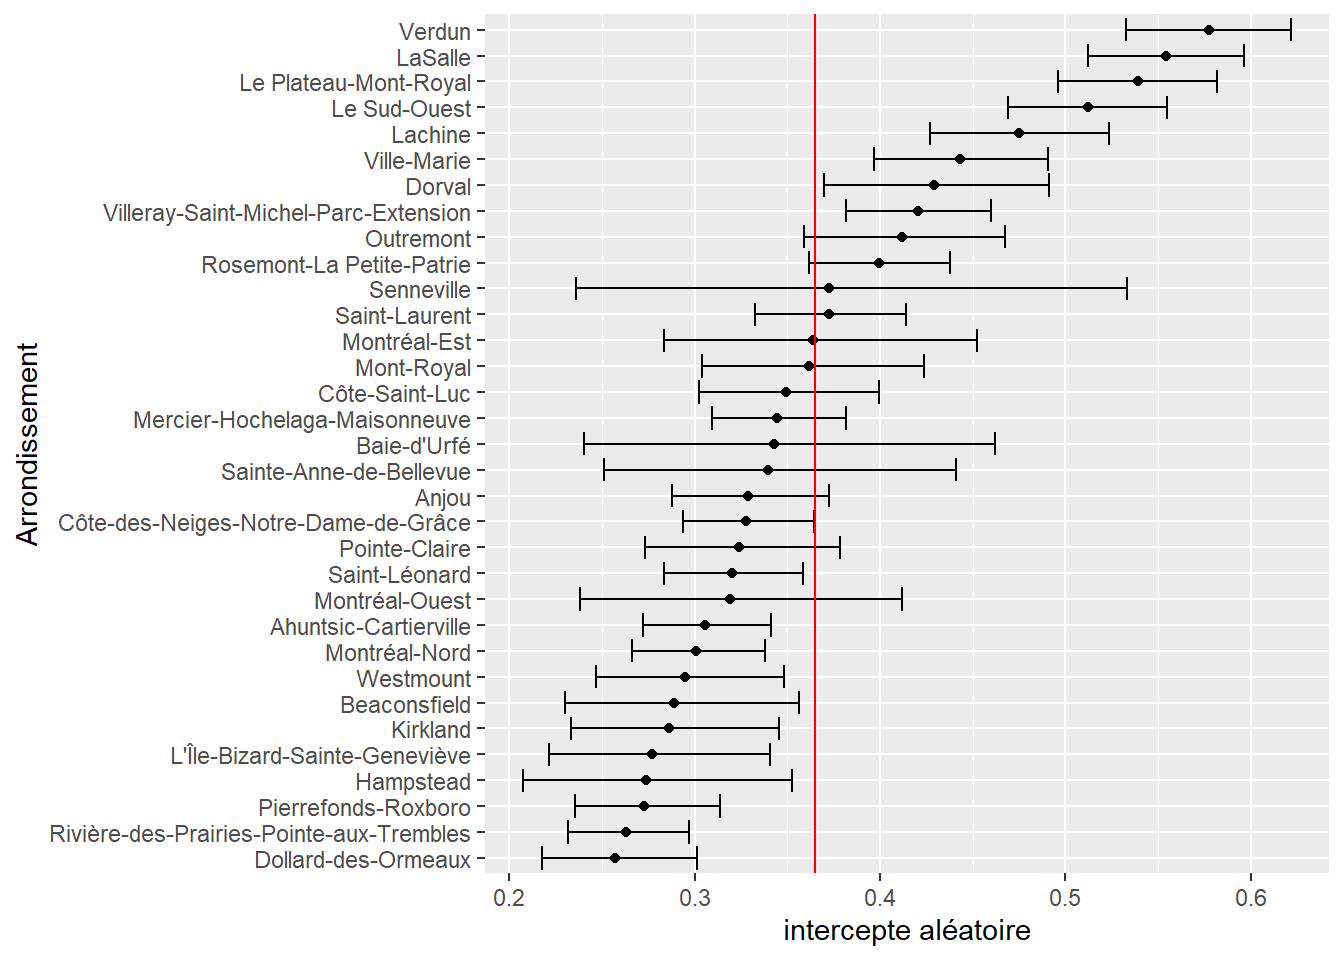 Verdun
LaSalle
Le Plateau-Mont-Royal
Le Sud-Ouest
Lachine
Ville-Marie
Dorval
Villeray-Saint-Michel-Parc-Extension
Outremont
Rosemont-La Petite-Patrie
Senneville
Saint-Laurent
Montréal-Est
Mont-Royal
Côte-Saint-Luc
Mercier-Hochelaga-Maisonneuve
Baie-d'Urfé
Sainte-Anne-de-Bellevue
Anjou
Côte-des-Neiges-Notre-Dame-de-Grâce
Pointe-Claire
Saint-Léonard
Montréal-Ouest
Ahuntsic-Cartierville
Montréal-Nord
Westmount
Beaconsfield
Kirkland
L'Île-Bizard-Sainte-Geneviève
Hampstead
Pierrefonds-Roxboro
Rivière-des-Prairies-Pointe-aux-Trembles
Dollard-des-Ormeaux
Arrondissement
0.2 0.3 0.4 0.5 0.6
intercepte aléatoire